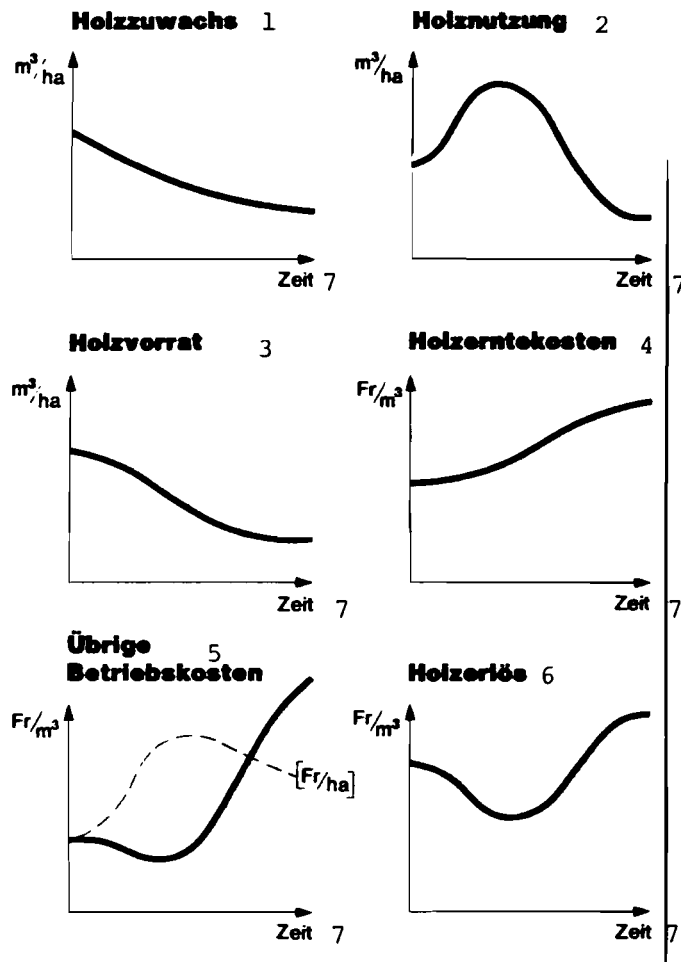 Holzzuwachs 1
m³/ha
Zeit 7
Holznutzung 2
m³/ha
Zeit 7
Holzvorrat 3
m³/ha
Zeit 7
Holzerntekosten 4
Fr/m³
Zeit 7
Übrige
Betriebskosten 5
Fr/m³
[Fr/ha]
Zeit 7
Holzerlös 6
Fr/m³
Zeit 7